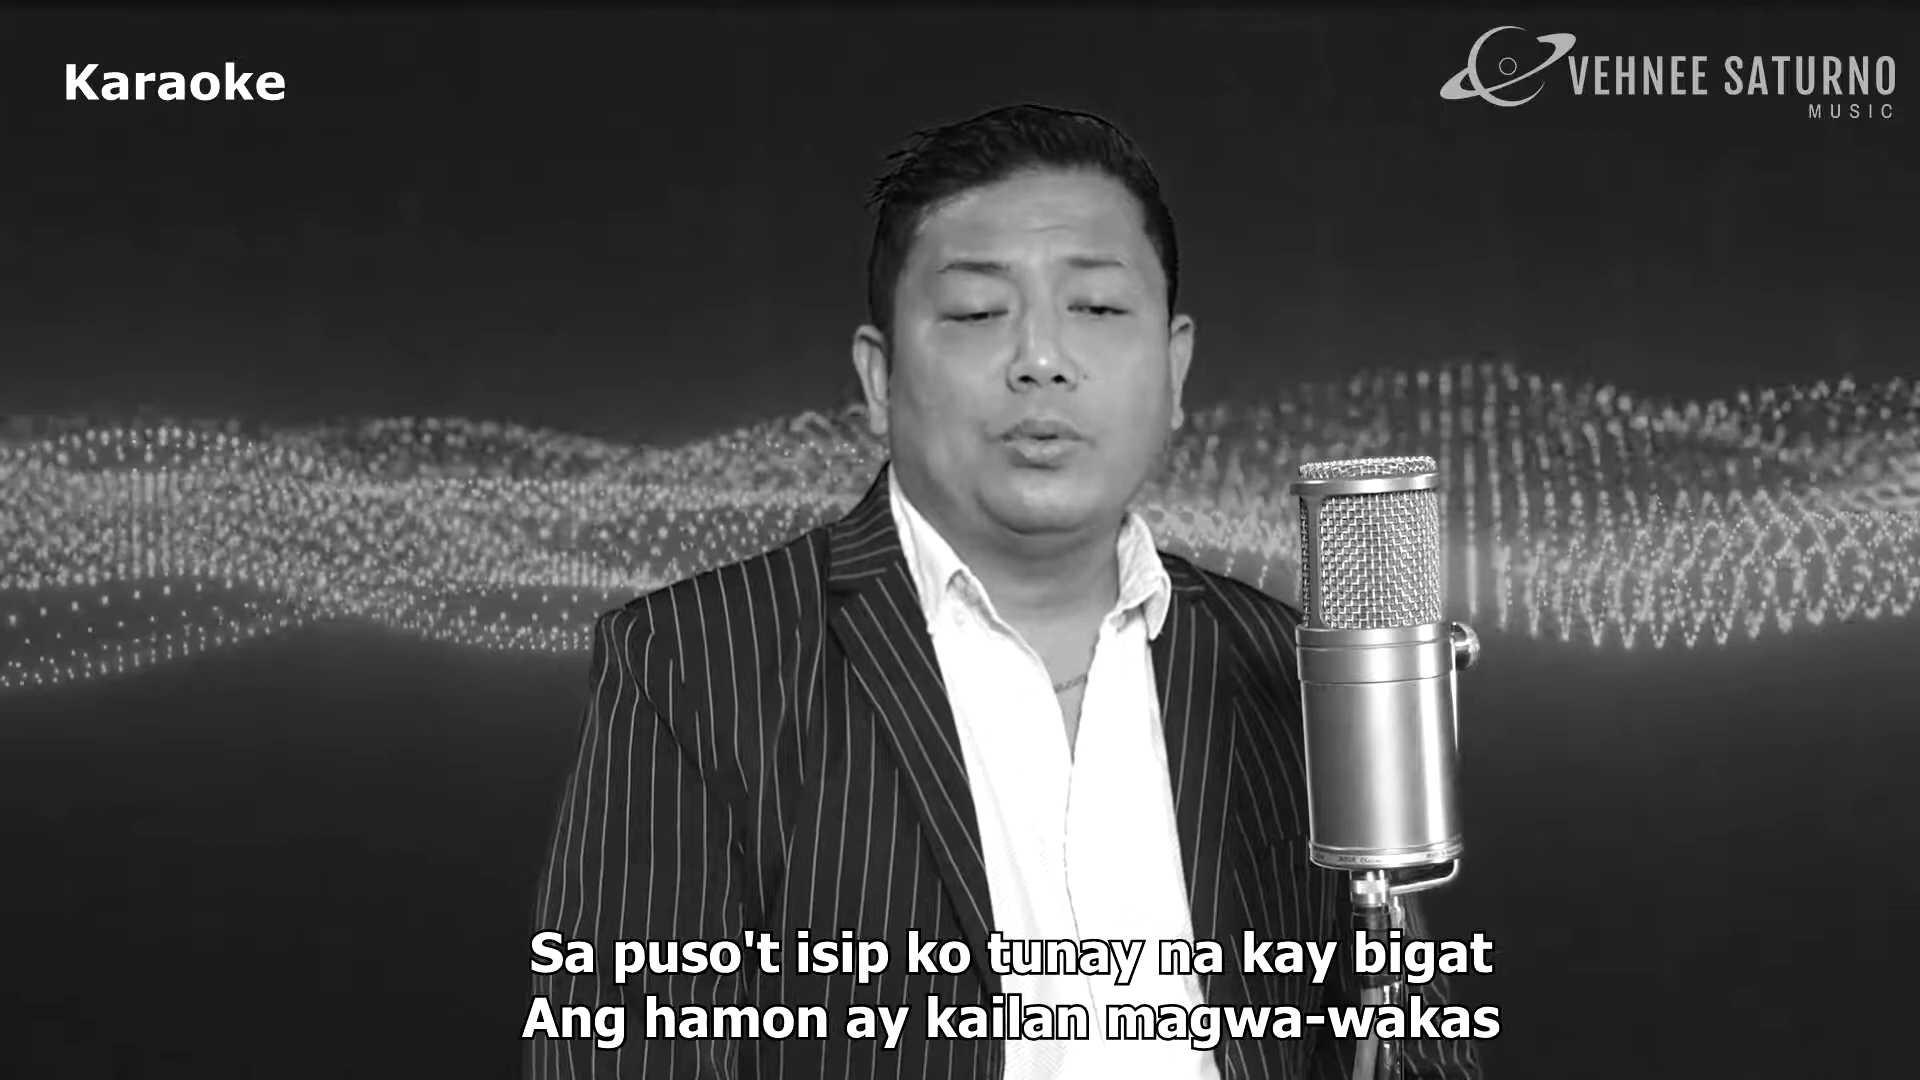 Karaoke
VEHNEE SATURNO
MUSIC
Sa puso't isip ko tunay na kay bigat
Ang hamon ay kailan magwa-wakas